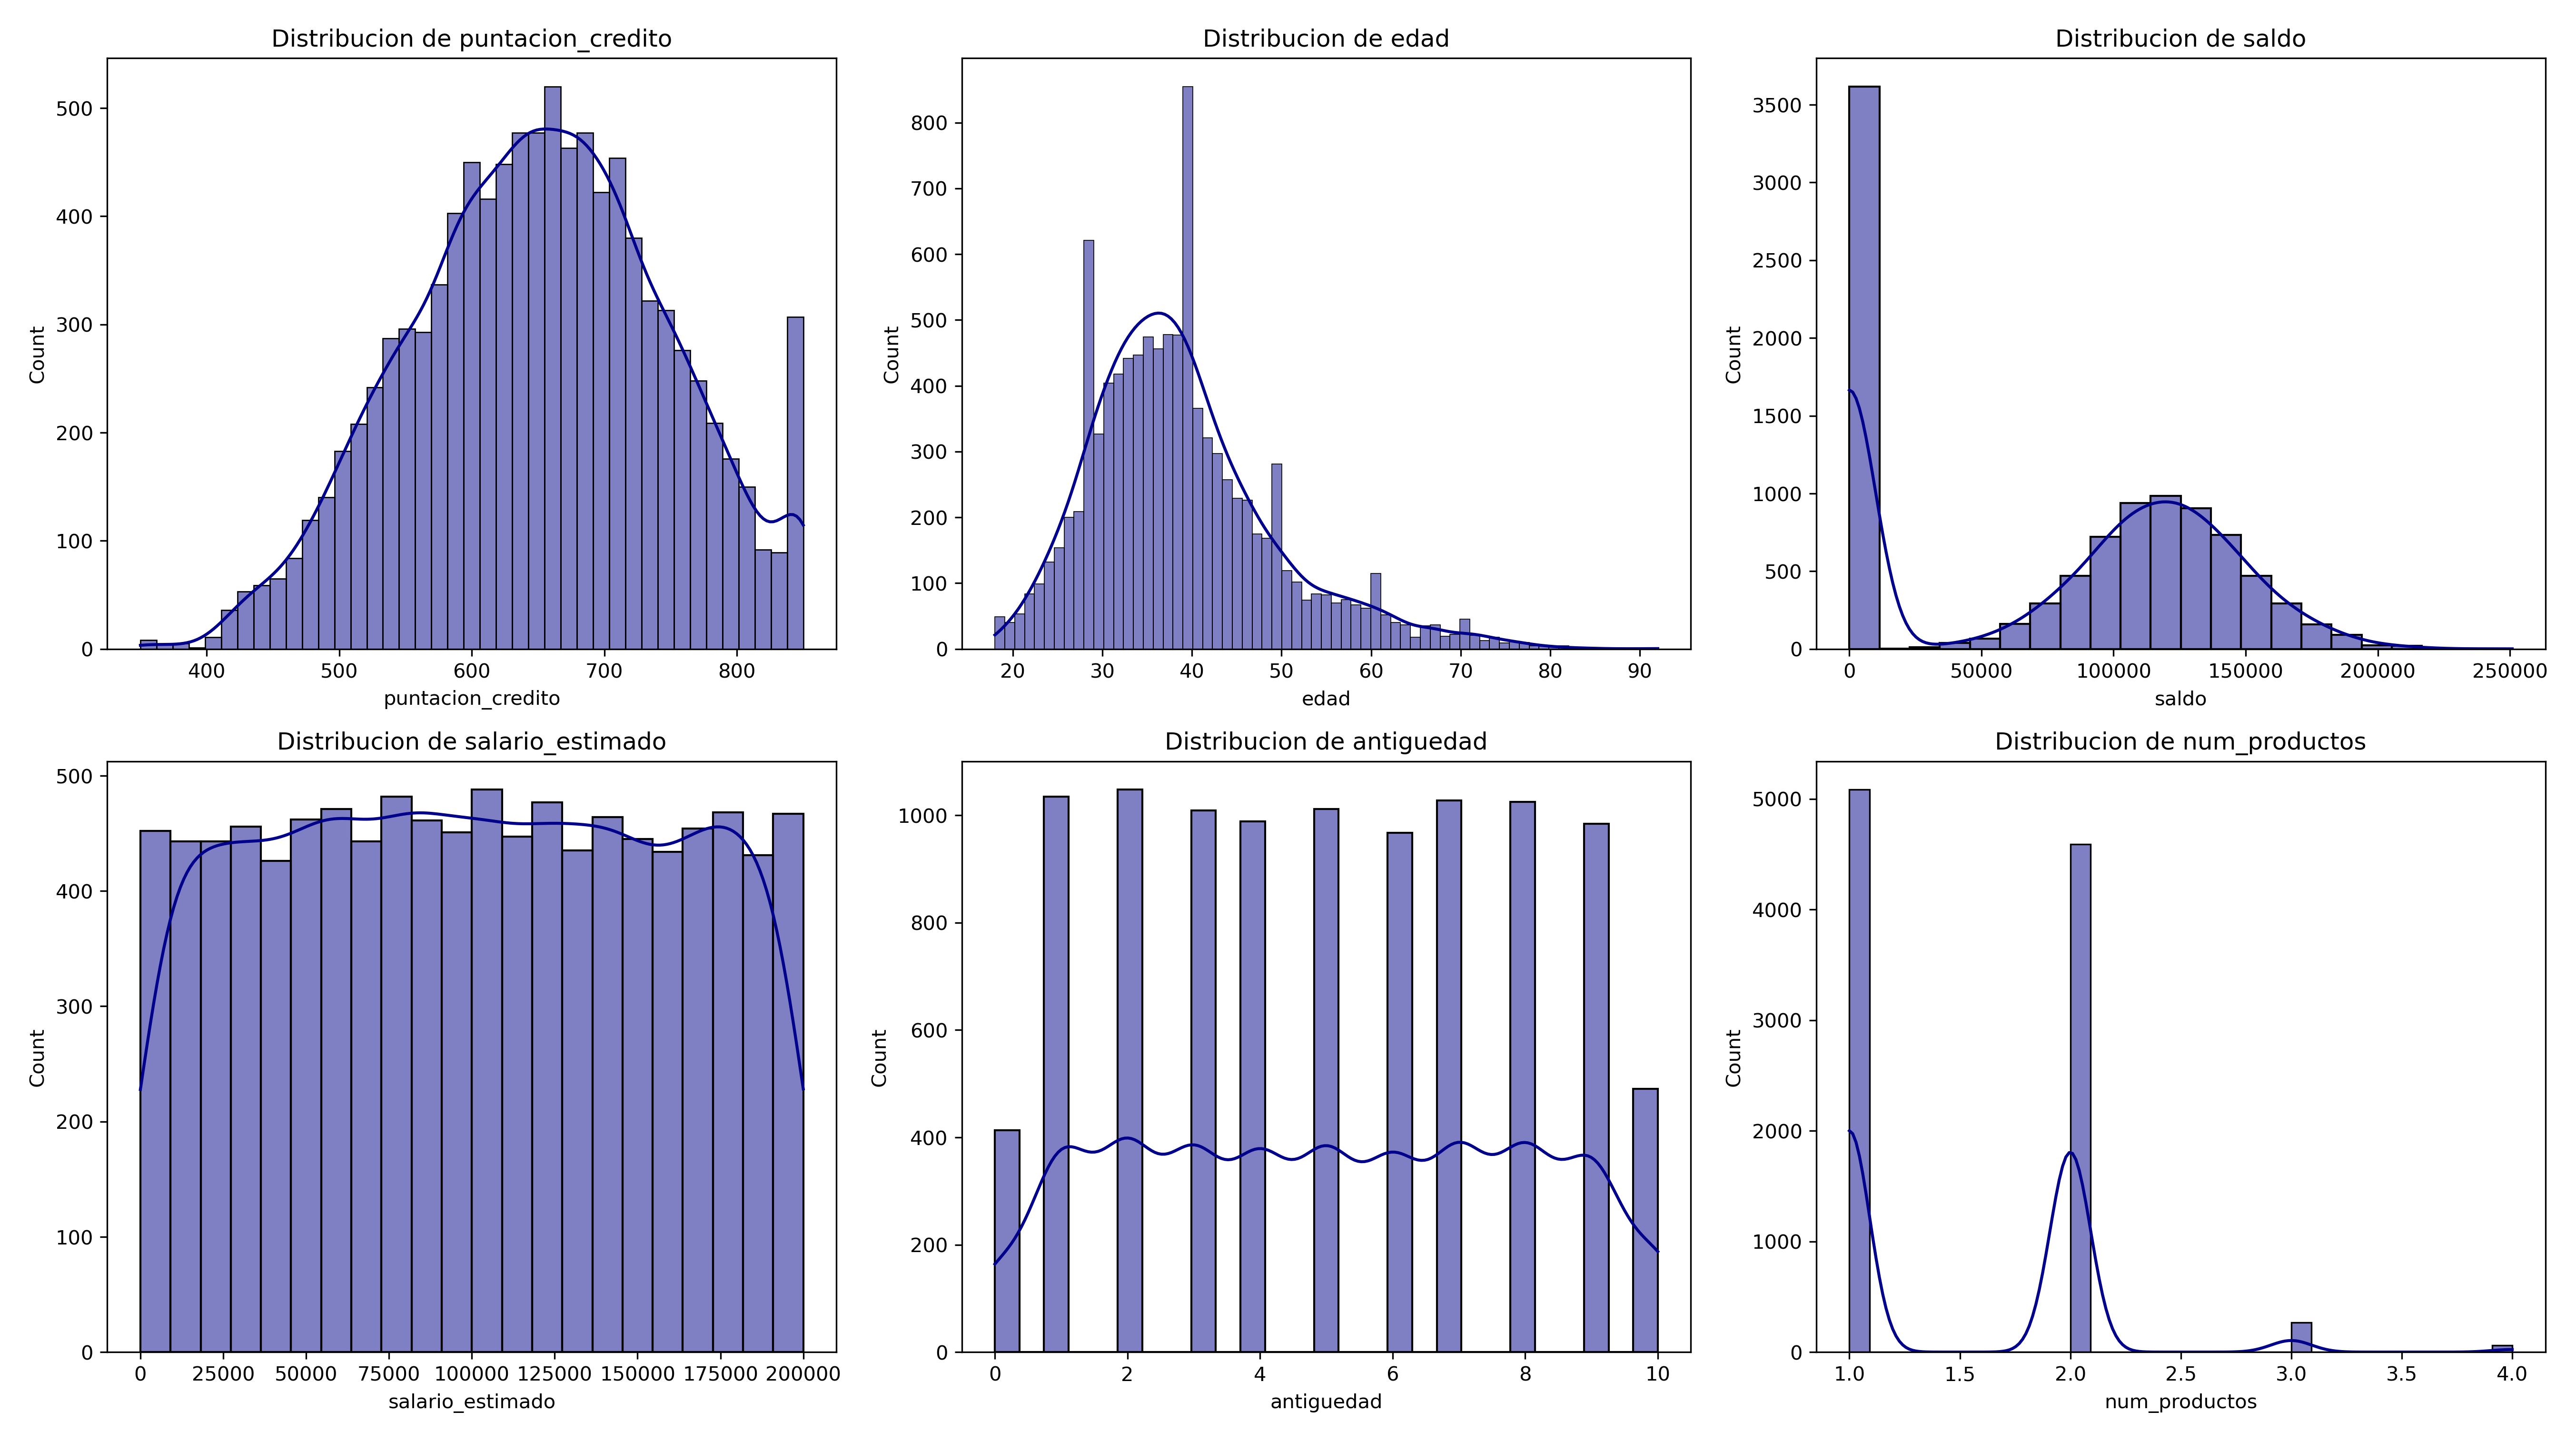 Distribucion de puntacion_credito
Count
500
400
300
200
100
0
400 500 600 700 800
puntacion_credito
Distribucion de edad
Count
800
700
600
500
400
300
200
100
0
20 30 40 50 60 70 80 90
edad
Distribucion de saldo
Count
3500
3000
2500
2000
1500
1000
500
0
0 50000 100000 150000 200000 250000
saldo
Distribucion de salario_estimado
Count
500
400
300
200
100
0
0 25000 50000 75000 100000 125000 150000 175000 200000
salario_estimado
Distribucion de antiguedad
Count
1000
800
600
400
200
0
0 2 4 6 8 10
antiguedad
Distribucion de num_productos
Count
5000
4000
3000
2000
1000
0
1.0 1.5 2.0 2.5 3.0 3.5 4.0
num_productos